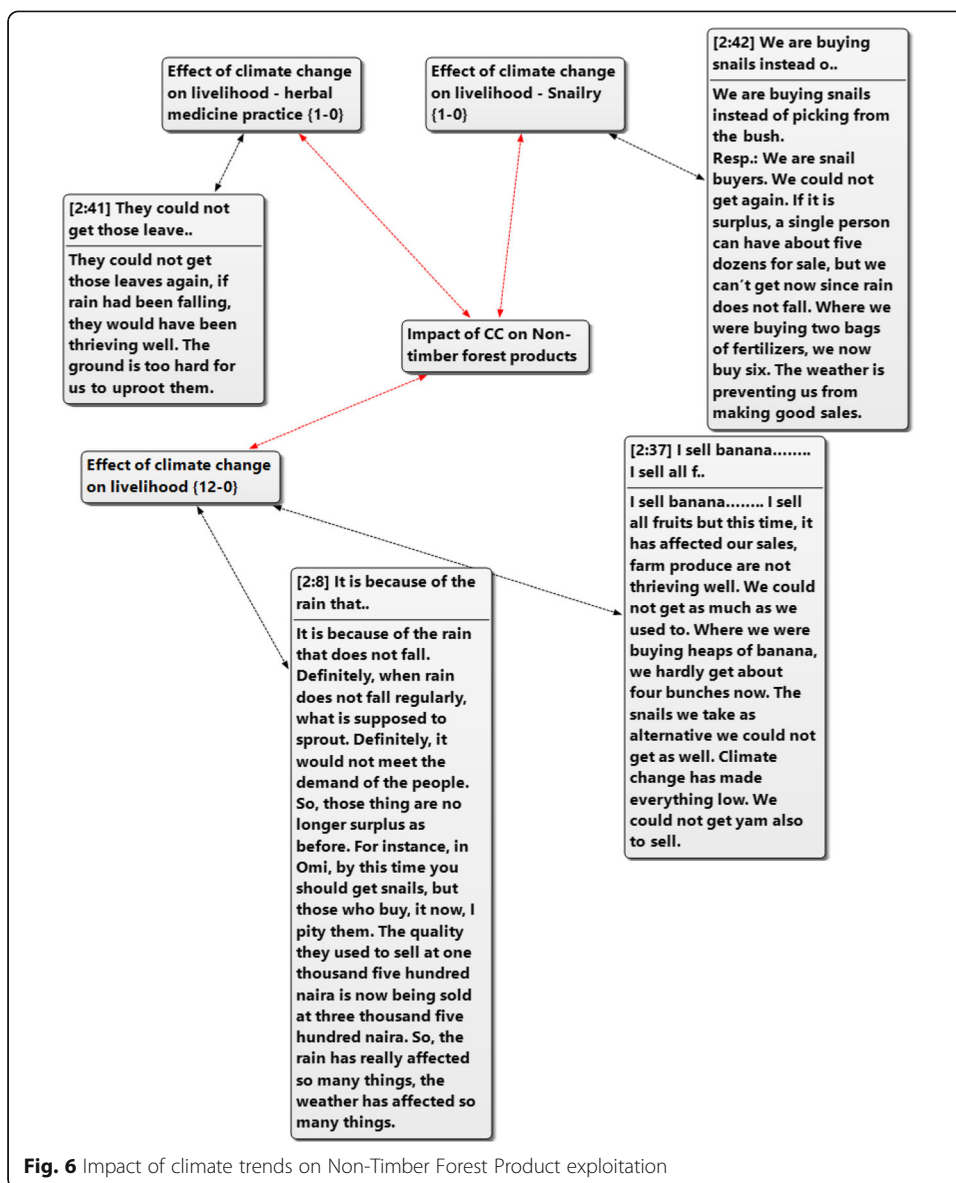 Effect of climate change
on livelihood - herbal
medicine practice {1-0}
Effect of climate change
on livelihood - Snailry
{1-0}
[2:42] We are buying
snails instead o..
We are buying snails
instead of picking from
the bush.
Resp.: We are snail
buyers. We could not
get again. If it is
surplus, a single person
can have about five
dozens for sale, but we
can´t get now since rain
does not fall. Where we
were buying two bags
of fertilizers, we now
buy six. The weather is
preventing us from
making good sales.
[2:41] They could not
get those leave..
They could not get
those leaves again, if
rain had been falling,
they would have been
thrieving well. The
ground is too hard for
us to uproot them.
Impact of CC on Non-
timber forest products
Effect of climate change
on livelihood {12-0}
[2:37] I sell banana........
I sell all f..
I sell banana........ I sell
all fruits but this time, it
has affected our sales,
farm produce are not
thrieving well. We could
not get as much as we
used to. Where we were
buying heaps of banana,
we hardly get about
four bunches now. The
snails we take as
alternative we could not
get as well. Climate
change has made
everything low. We
could not get yam also
to sell.
[2:8] It is because of the
rain that..
It is because of the rain
that does not fall.
Definitely, when rain
does not fall regularly,
what is supposed to
sprout. Definitely, it
would not meet the
demand of the people.
So, those thing are no
longer surplus as
before. For instance, in
Omi, by this time you
should get snails, but
those who buy, it now, I
pity them. The quality
they used to sell at one
thousand five hundred
naira is now being sold
at three thousand five
hundred naira. So, the
rain has really affected
so many things, the
weather has affected so
many things.
Fig. 6 Impact of climate trends on Non-Timber Forest Product exploitation